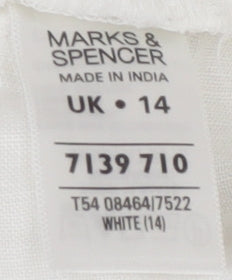 MARKS &
SPENCER
MADE IN INDIA
UK • 14
7139 710
T54 08464/7522
WHITE (14)